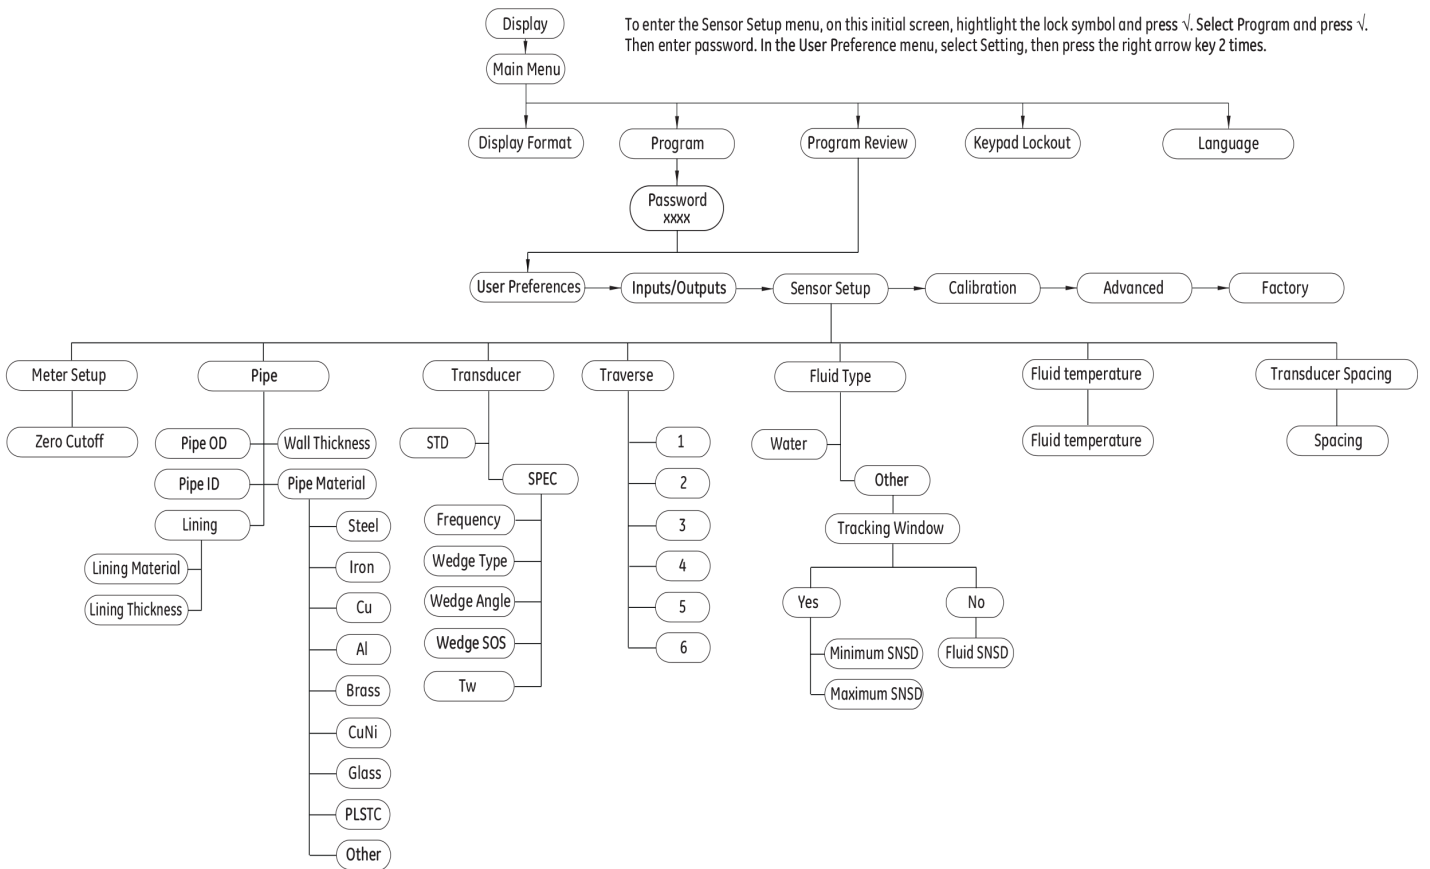 Display
To enter the Sensor Setup menu, on this initial screen, hightlight the lock symbol and press √. Select Program and press √.
Then enter password. In the User Preference menu, select Setting, then press the right arrow key 2 times.
Main Menu
Display Format
Program
Program Review
Keypad Lockout
Language
Password
xxxx
User Preferences
Inputs/Outputs
Sensor Setup
Calibration
Advanced
Factory
Meter Setup
Pipe
Transducer
Traverse
Fluid Type
Fluid temperature
Transducer Spacing
Zero Cutoff
Pipe OD
Wall Thickness
STD
1
Water
Fluid temperature
Spacing
Pipe ID
Pipe Material
SPEC
2
Other
Lining
Steel
Frequency
3
Tracking Window
Lining Material
Iron
Wedge Type
4
Lining Thickness
Cu
Wedge Angle
5
Yes
No
Al
Wedge SOS
6
Minimum SNSD
Fluid SNSD
Brass
Tw
Maximum SNSD
CuNi
Glass
PLSTC
Other